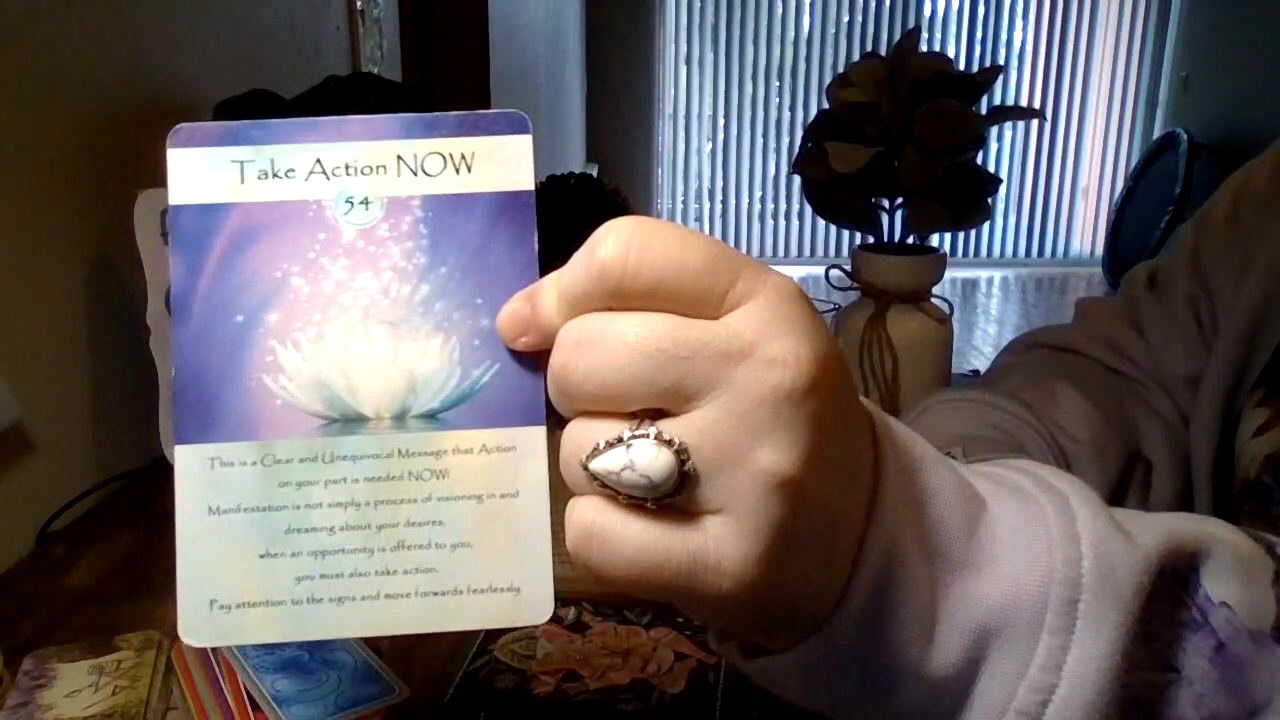 Take Action NOW
54
This is a Clear and Unequivocal Message that Action
on your part is needed NOW!
Manifestation is not simply a process of visioning in and
dreaming about your desires,
when an opportunity is offered to you,
you must also take action.
Pay attention to the signs and move forwards fearlessly